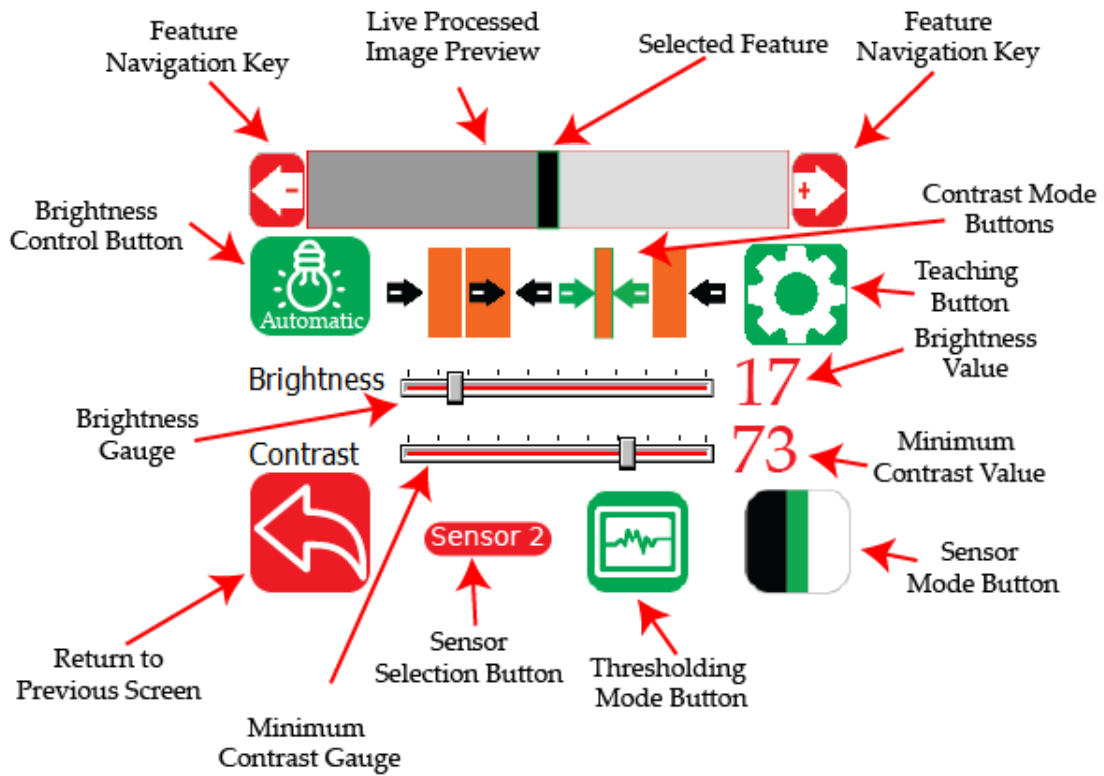 Feature
Navigation Key
Live Processed
Image Preview
Selected Feature
Feature
Navigation Key
-
+
Brightness
Control Button
Contrast Mode
Buttons
Automatic
Teaching
Button
Brightness
17
Brightness
Value
Brightness
Gauge
Contrast
73
Minimum
Contrast Value
Sensor 2
Sensor
Mode Button
Return to
Previous Screen
Sensor
Selection Button
Thresholding
Mode Button
Minimum
Contrast Gauge